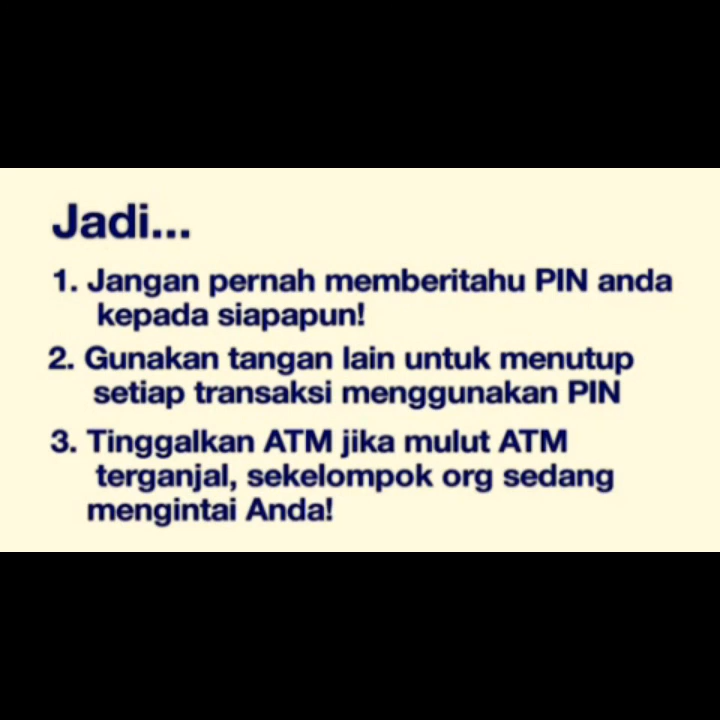 Jadi...
1. Jangan pernah memberitahu PIN anda
kepada siapapun!
2. Gunakan tangan lain untuk menutup
setiap transaksi menggunakan PIN
3. Tinggalkan ATM jika mulut ATM
terganjal, sekelompok org sedang
mengintai Anda!